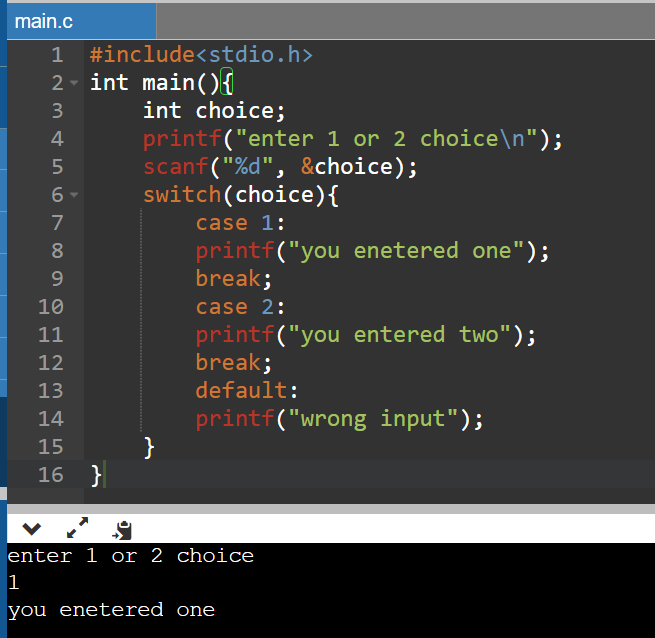 main.c
1 #include<stdio.h>
2 int main(){
3     int choice;
4     printf("enter 1 or 2 choice\n");
5     scanf("%d", &choice);
6     switch(choice){
7         case 1:
8         printf("you enetered one");
9         break;
10         case 2:
11         printf("you entered two");
12         break;
13         default:
14         printf("wrong input");
15     }
16 }
enter 1 or 2 choice
1
you enetered one